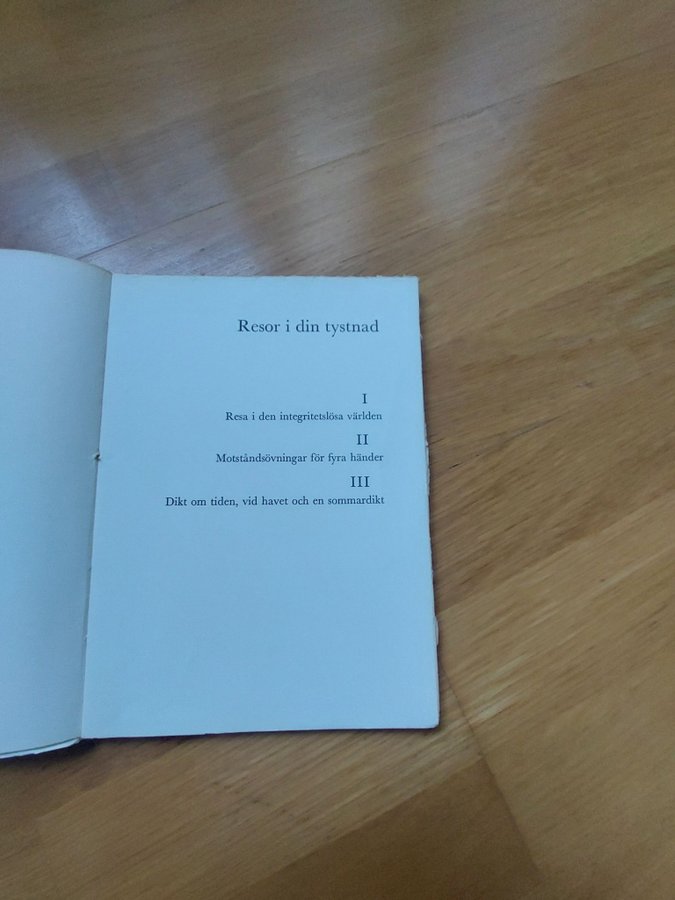 Resor i din tystnad
I
Resa i den integritetslösa världen
II
Motståndsövningar för fyra händer
III
Dikt om tiden, vid havet och en sommardikt